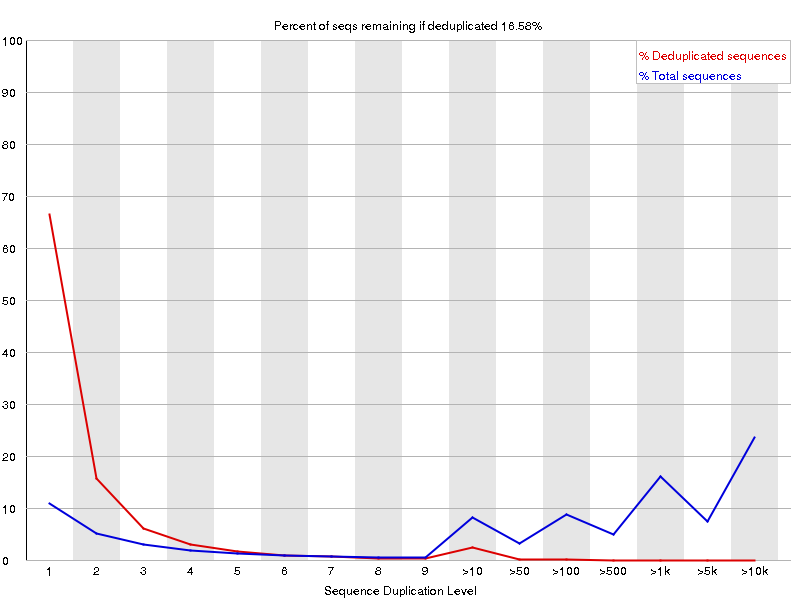 Percent of seqs remaining if deduplicated 16.58%
% Deduplicated sequences
% Total sequences
100
90
80
70
60
50
40
30
20
10
0
1 2 3 4 5 6 7 8 9 >10 >50 >100 >500 >1k >5k >10k
Sequence Duplication Level